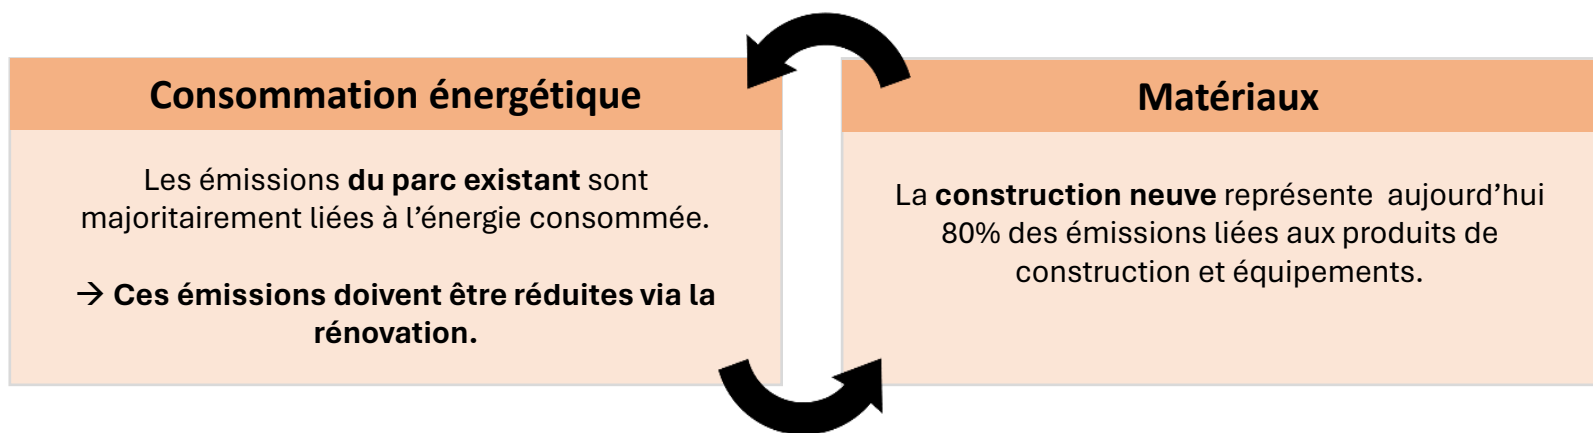 Consommation énergétique
Les émissions du parc existant sont
majoritairement liées à l’énergie consommée.
→ Ces émissions doivent être réduites via la
rénovation.
Matériaux
La construction neuve représente aujourd’hui
80% des émissions liées aux produits de
construction et équipements.